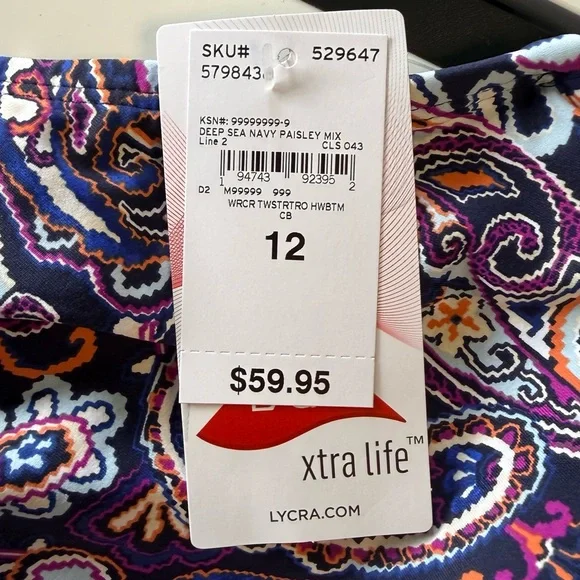 SKU# 529647
579843
KSN#: 99999999-9
DEEP SEA NAVY PAISLEY MIX
Line 2 CLS 043
1 94743 92395 2
D2 M99999 999
WRCR TWSTRTRO HWBTM
CB
12
$59.95
xtra life™
LYCRA.COM